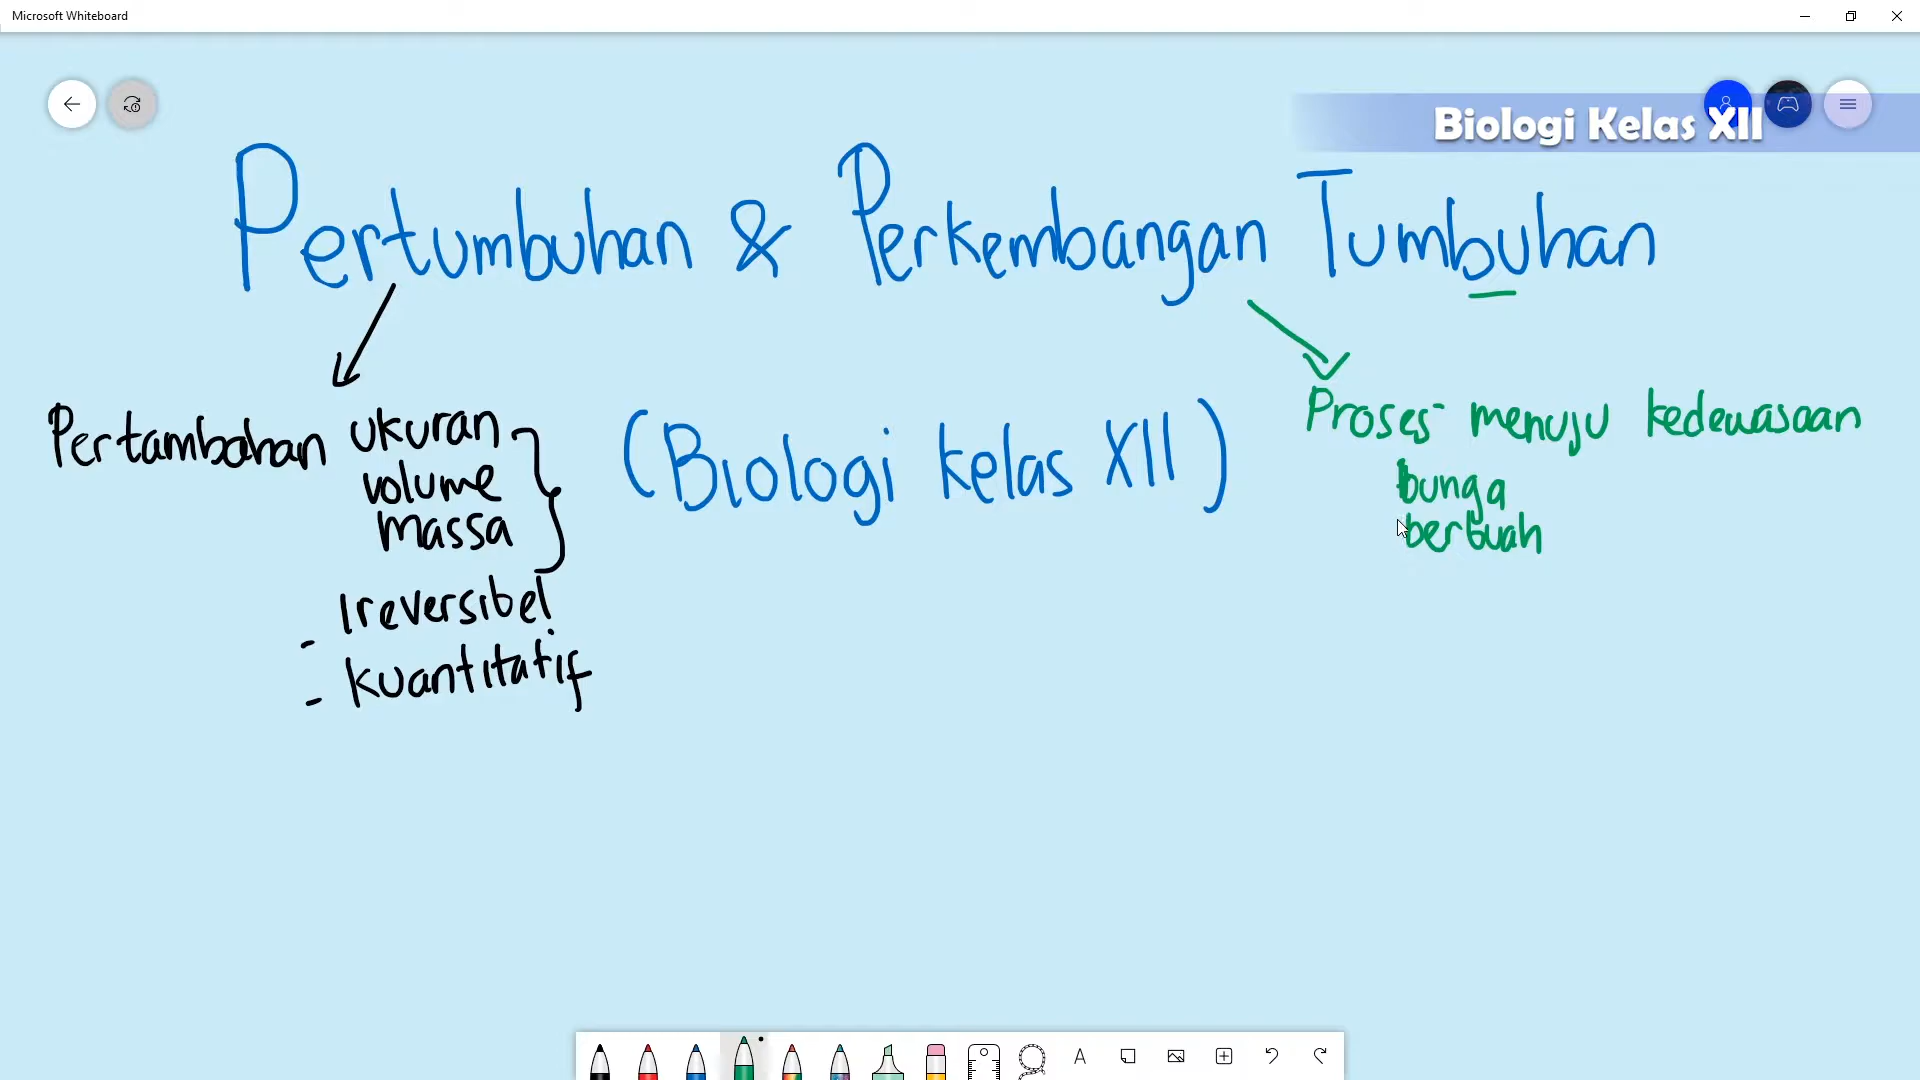 Microsoft Whiteboard
Biologi Kelas XII
Pertumbuhan & Perkembangan Tumbuhan
Pertambahan ukuran
volume
massa
- Ireversibel
- kuantitatif
(Biologi kelas XII)
Proses menuju kedewasaan
bunga
berbuah
A